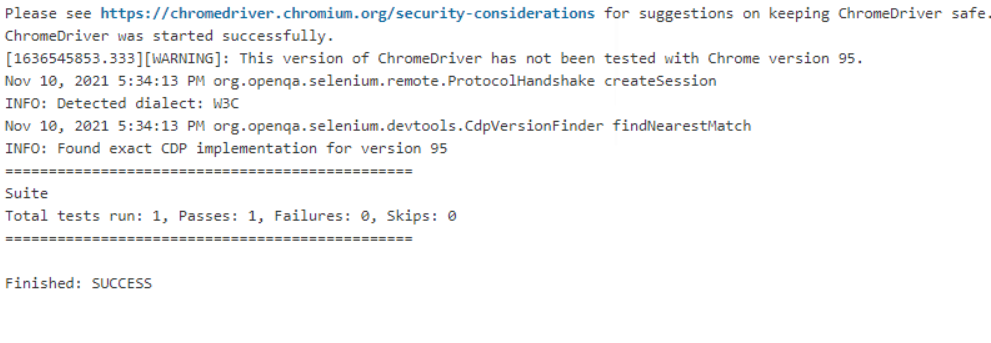 Please see https://chromedriver.chromium.org/security-considerations for suggestions on keeping ChromeDriver safe.
ChromeDriver was started successfully.
[1636545853.333][WARNING]: This version of ChromeDriver has not been tested with Chrome version 95.
Nov 10, 2021 5:34:13 PM org.openqa.selenium.remote.ProtocolHandshake createSession
INFO: Detected dialect: W3C
Nov 10, 2021 5:34:13 PM org.openqa.selenium.devtools.CdpVersionFinder findNearestMatch
INFO: Found exact CDP implementation for version 95
===============================================
Suite
Total tests run: 1, Passes: 1, Failures: 0, Skips: 0
===============================================
Finished: SUCCESS